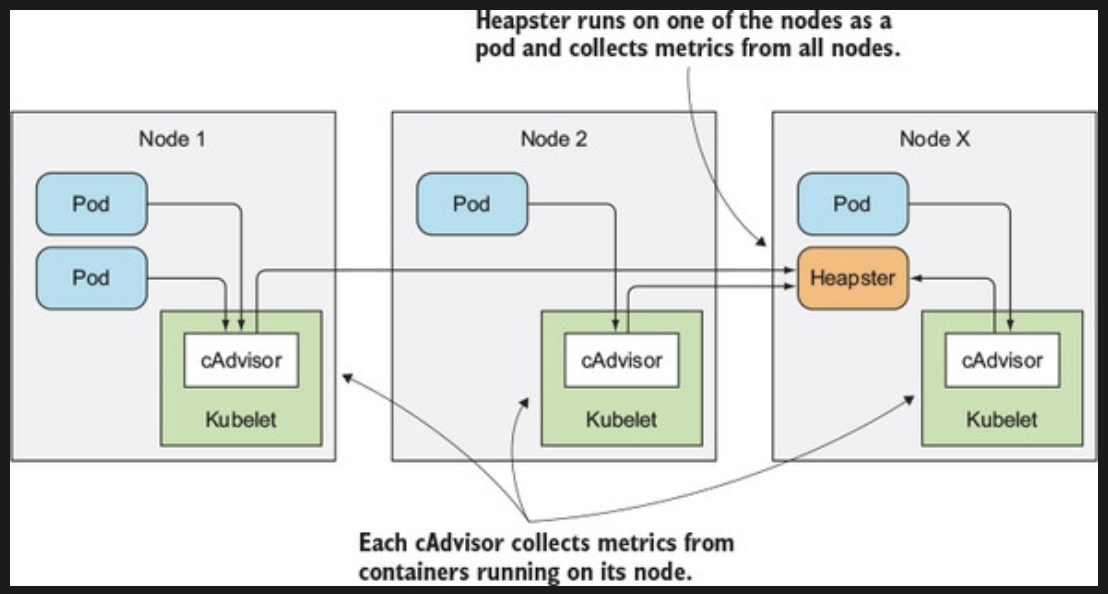 Heapster runs on one of the nodes as a
pod and collects metrics from all nodes.
Node 1
Pod
Pod
cAdvisor
Kubelet
Node 2
Pod
cAdvisor
Kubelet
Node X
Pod
Heapster
cAdvisor
Kubelet
Each cAdvisor collects metrics from
containers running on its node.